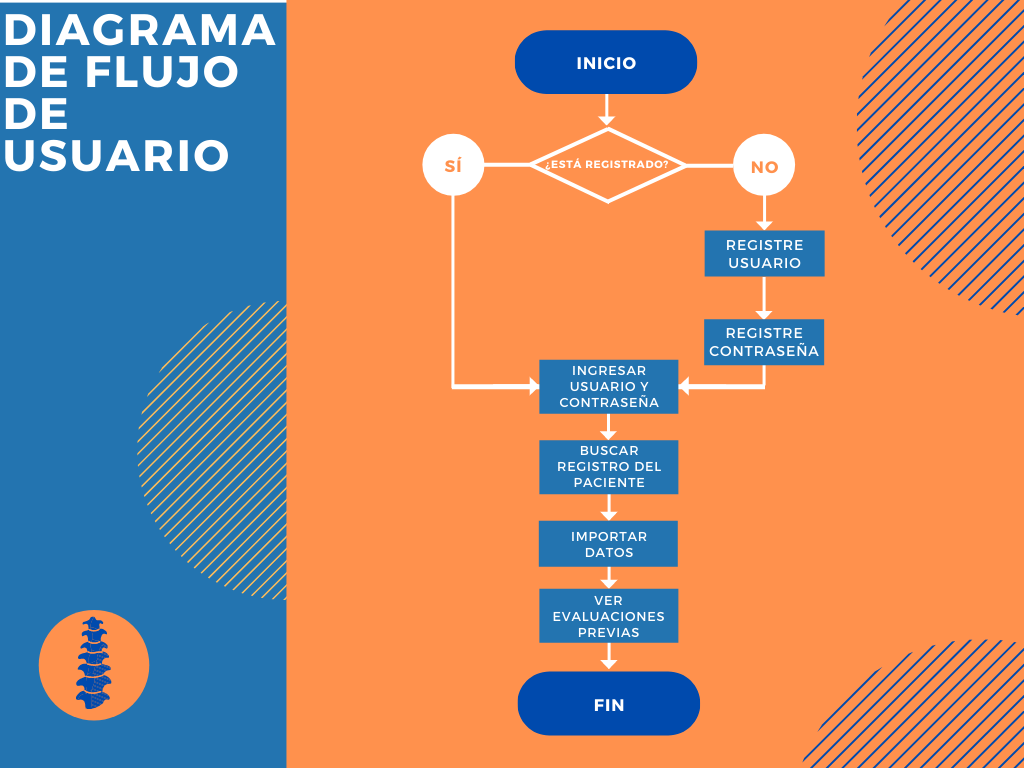 DIAGRAMA
DE FLUJO
DE
USUARIO
INICIO
¿ESTÁ REGISTRADO?
SÍ
NO
REGISTRE
USUARIO
REGISTRE
CONTRASEÑA
INGRESAR
USUARIO Y
CONTRASEÑA
BUSCAR
REGISTRO DEL
PACIENTE
IMPORTAR
DATOS
VER
EVALUACIONES
PREVIAS
FIN